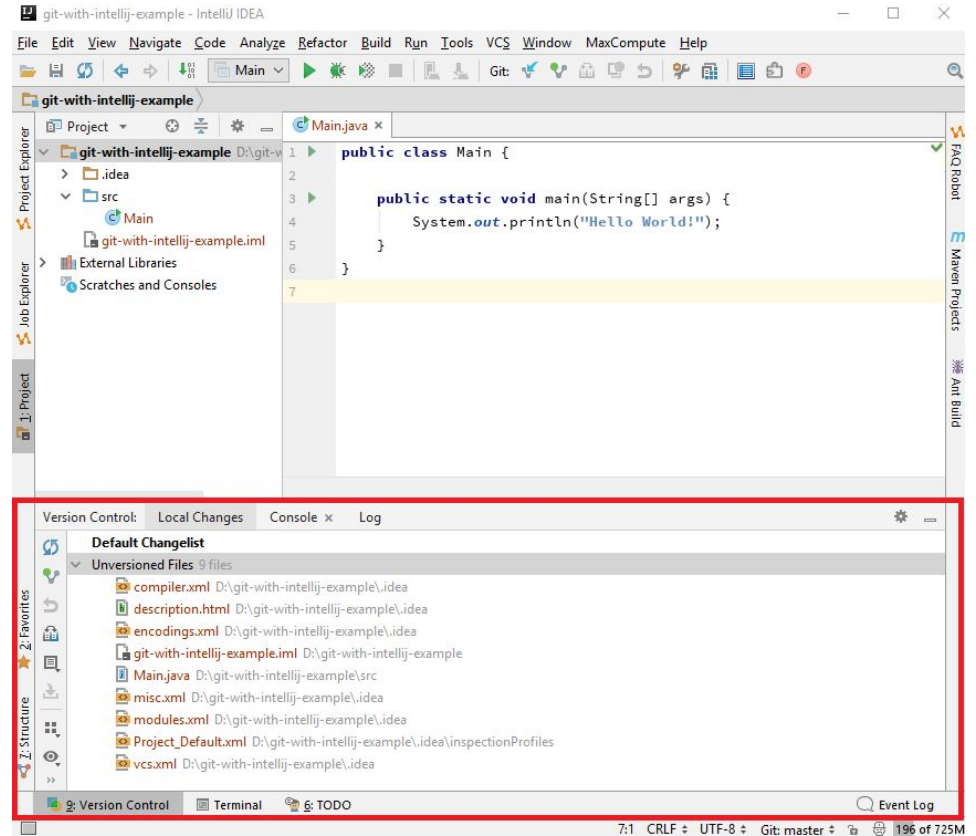 git-with-intellij-example - IntelliJ IDEA
File Edit View Navigate Code Analyze Refactor Build Run Tools VCS Window MaxCompute Help
Main Git:
git-with-intellij-example
Project Main.java
git-with-intellij-example D:\git-w
.idea
src
Main
git-with-intellij-example.iml
External Libraries
Scratches and Consoles
1 public class Main {
2
3 public static void main(String[] args) {
4 System.out.println("Hello World!");
5 }
6 }
7
Project Explorer
Job Explorer
1: Project
2: Favorites
7: Structure
FAQ Robot
Maven Projects
Ant Build
Version Control: Local Changes Console Log
Default Changelist
Unversioned Files 9 files
compiler.xml D:\git-with-intellij-example\.idea
description.html D:\git-with-intellij-example\.idea
encodings.xml D:\git-with-intellij-example\.idea
git-with-intellij-example.iml D:\git-with-intellij-example
Main.java D:\git-with-intellij-example\src
misc.xml D:\git-with-intellij-example\.idea
modules.xml D:\git-with-intellij-example\.idea
Project_Default.xml D:\git-with-intellij-example\.idea\inspectionProfiles
vcs.xml D:\git-with-intellij-example\.idea
9: Version Control Terminal 6: TODO Event Log
7:1 CRLF UTF-8 Git: master 196 of 725M